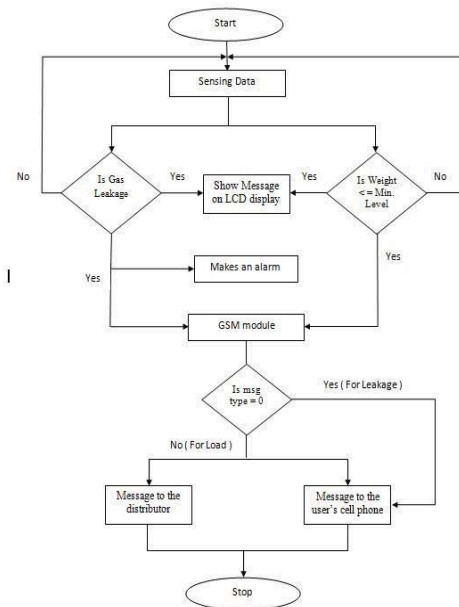 Start
Sensing Data
No
Is Gas
Leakage
Yes
Show Message
on LCD display
Yes
Is Weight
<= Min.
Level
No
Yes
Makes an alarm
Yes
GSM module
Is msg
type = 0
Yes ( For Leakage )
No ( For Load )
Message to the
distributor
Message to the
user's cell phone
Stop